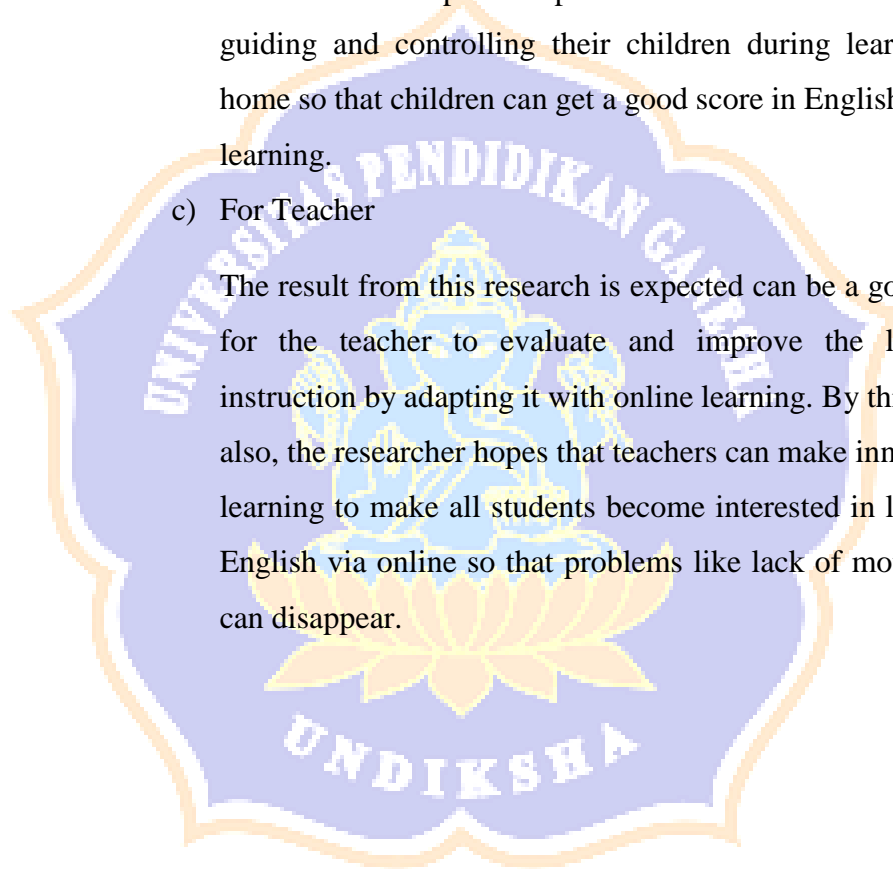 guiding and controlling their children during lear
home so that children can get a good score in English
learning.
c) For Teacher
The result from this research is expected can be a go
for the teacher to evaluate and improve the l
instruction by adapting it with online learning. By thi
also, the researcher hopes that teachers can make inn
learning to make all students become interested in l
English via online so that problems like lack of mo
can disappear.
UNIVERSITAS PENDIDIKAN GANESHA
UNDIKSHA